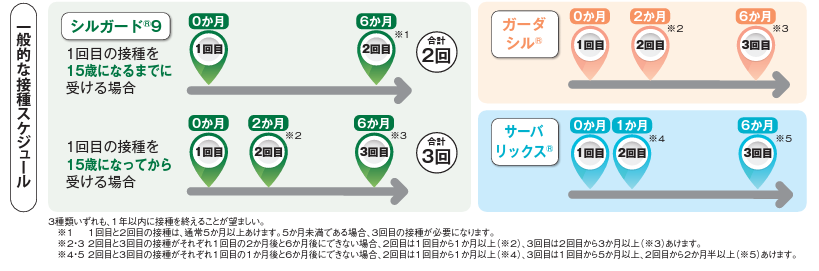 一般的な接種スケジュール
シルガード®9
1回目の接種を
15歳になるまでに
受ける場合
0か月
1回目
6か月
※1
2回目
合計
2回
1回目の接種を
15歳になってから
受ける場合
0か月
1回目
2か月
※2
2回目
6か月
※3
3回目
合計
3回
ガーダ
シル®
0か月
1回目
2か月
※2
2回目
6か月
※3
3回目
サーバ
リックス®
0か月
1回目
1か月
※4
2回目
6か月
※5
3回目
3種類いずれも、1年以内に接種を終えることが望ましい。
※1 1回目と2回目の接種は、通常5か月以上あけます。5か月未満である場合、3回目の接種が必要になります。
※2・3 2回目と3回目の接種がそれぞれ1回目の2か月後と6か月後にできない場合、2回目は1回目から1か月以上(※2)、3回目は2回目から3か月以上(※3)あけます。
※4・5 2回目と3回目の接種がそれぞれ1回目の1か月後と6か月後にできない場合、2回目は1回目から1か月以上(※4)、3回目は1回目から5か月以上、2回目から2か月半以上(※5)あけます。